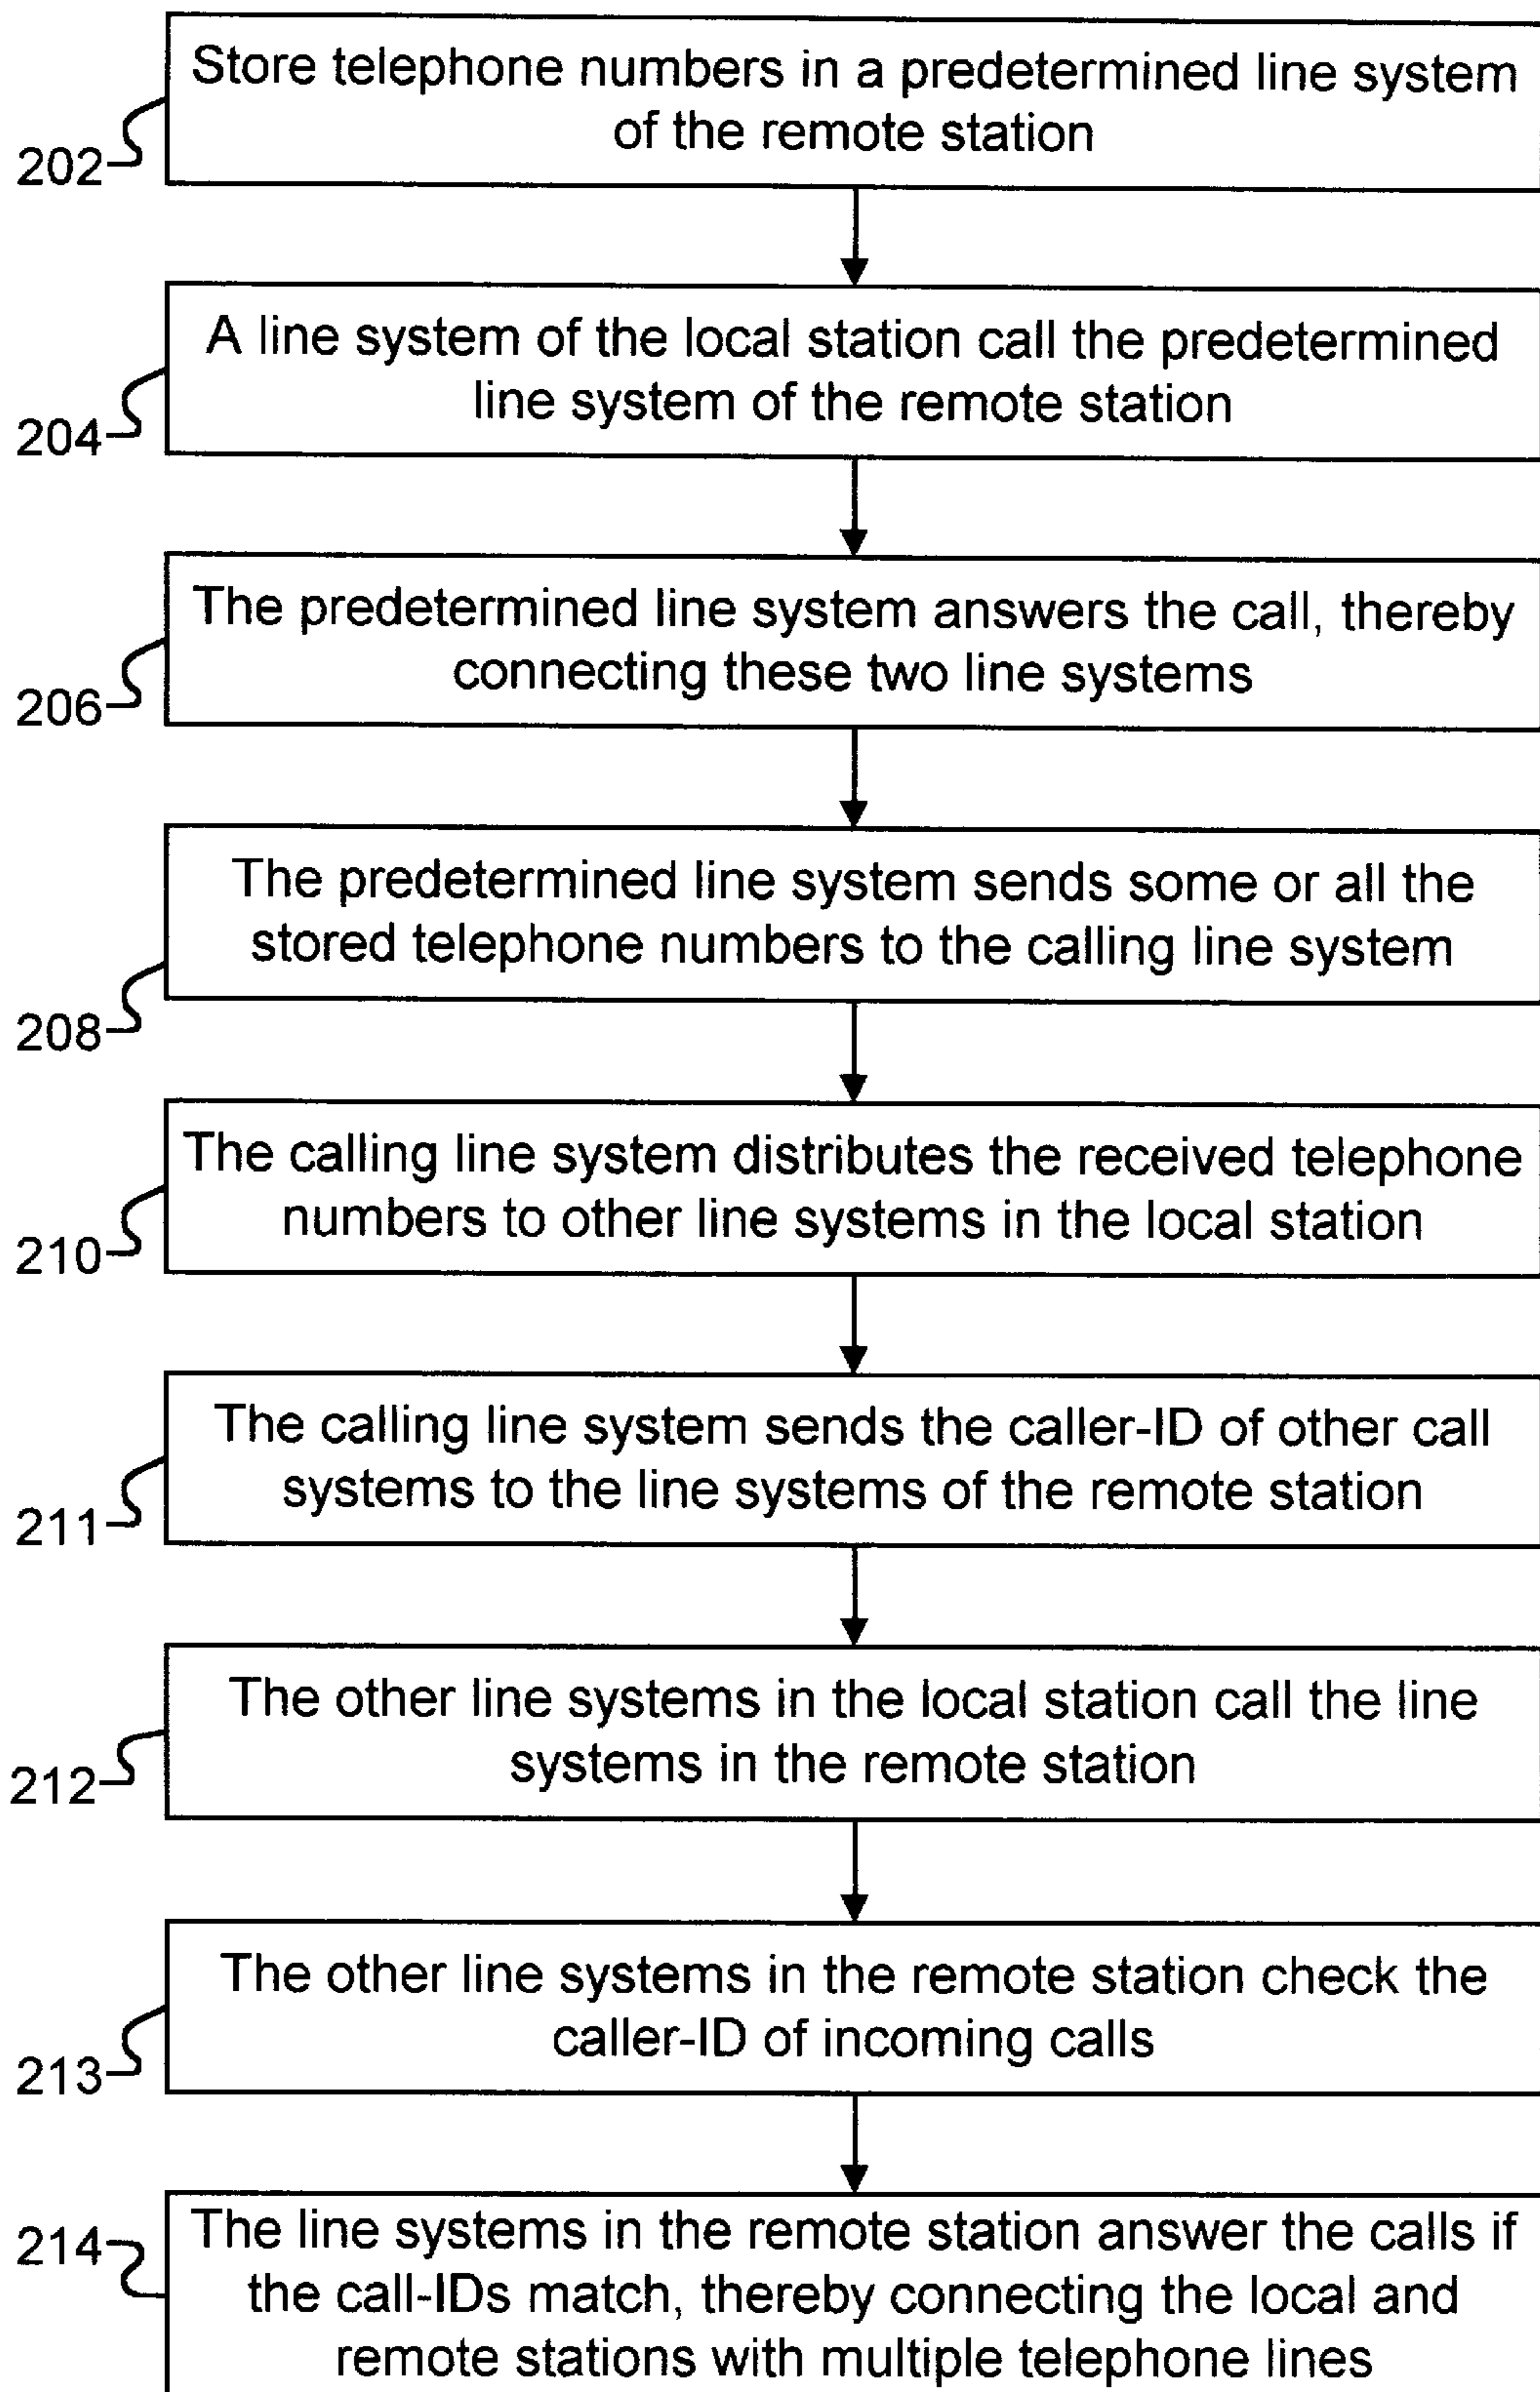 Store telephone numbers in a predetermined line system
of the remote station
202
A line system of the local station call the predetermined
line system of the remote station
204
The predetermined line system answers the call, thereby
connecting these two line systems
206
The predetermined line system sends some or all the
stored telephone numbers to the calling line system
208
The calling line system distributes the received telephone
numbers to other line systems in the local station
210
The calling line system sends the caller-ID of other call
systems to the line systems of the remote station
211
The other line systems in the local station call the line
systems in the remote station
212
The other line systems in the remote station check the
caller-ID of incoming calls
213
214
The line systems in the remote station answer the calls if
the call-IDs match, thereby connecting the local and
remote stations with multiple telephone lines